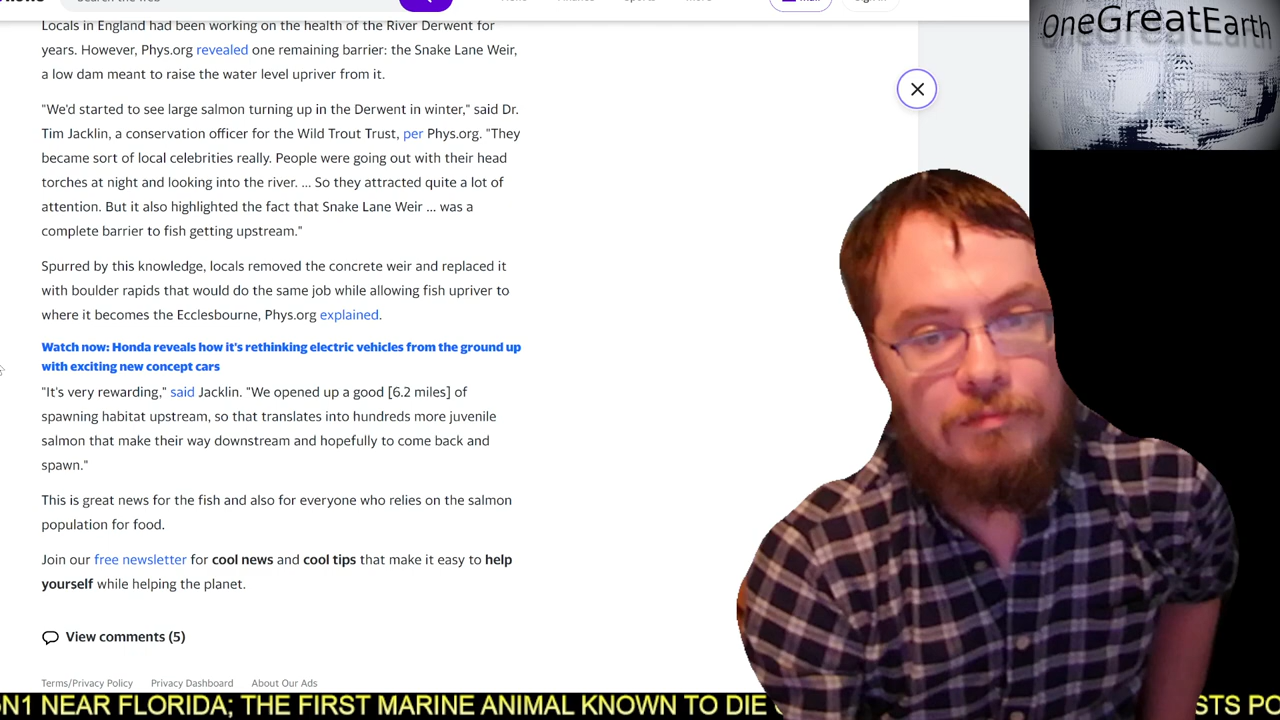 Locals in England had been working on the health of the River Derwent for
years. However, Phys.org revealed one remaining barrier: the Snake Lane Weir,
a low dam meant to raise the water level upriver from it.
"We'd started to see large salmon turning up in the Derwent in winter," said Dr.
Tim Jacklin, a conservation officer for the Wild Trout Trust, per Phys.org. "They
became sort of local celebrities really. People were going out with their head
torches at night and looking into the river. ... So they attracted quite a lot of
attention. But it also highlighted the fact that Snake Lane Weir ... was a
complete barrier to fish getting upstream."
Spurred by this knowledge, locals removed the concrete weir and replaced it
with boulder rapids that would do the same job while allowing fish upriver to
where it becomes the Ecclesbourne, Phys.org explained.
Watch now: Honda reveals how it's rethinking electric vehicles from the ground up
with exciting new concept cars
"It's very rewarding," said Jacklin. "We opened up a good [6.2 miles] of
spawning habitat upstream, so that translates into hundreds more juvenile
salmon that make their way downstream and hopefully to come back and
spawn."
This is great news for the fish and also for everyone who relies on the salmon
population for food.
Join our free newsletter for cool news and cool tips that make it easy to help
yourself while helping the planet.
View comments (5)
Terms/Privacy Policy Privacy Dashboard About Our Ads
OneGreatEarth
N1 NEAR FLORIDA; THE FIRST MARINE ANIMAL KNOWN TO DIE